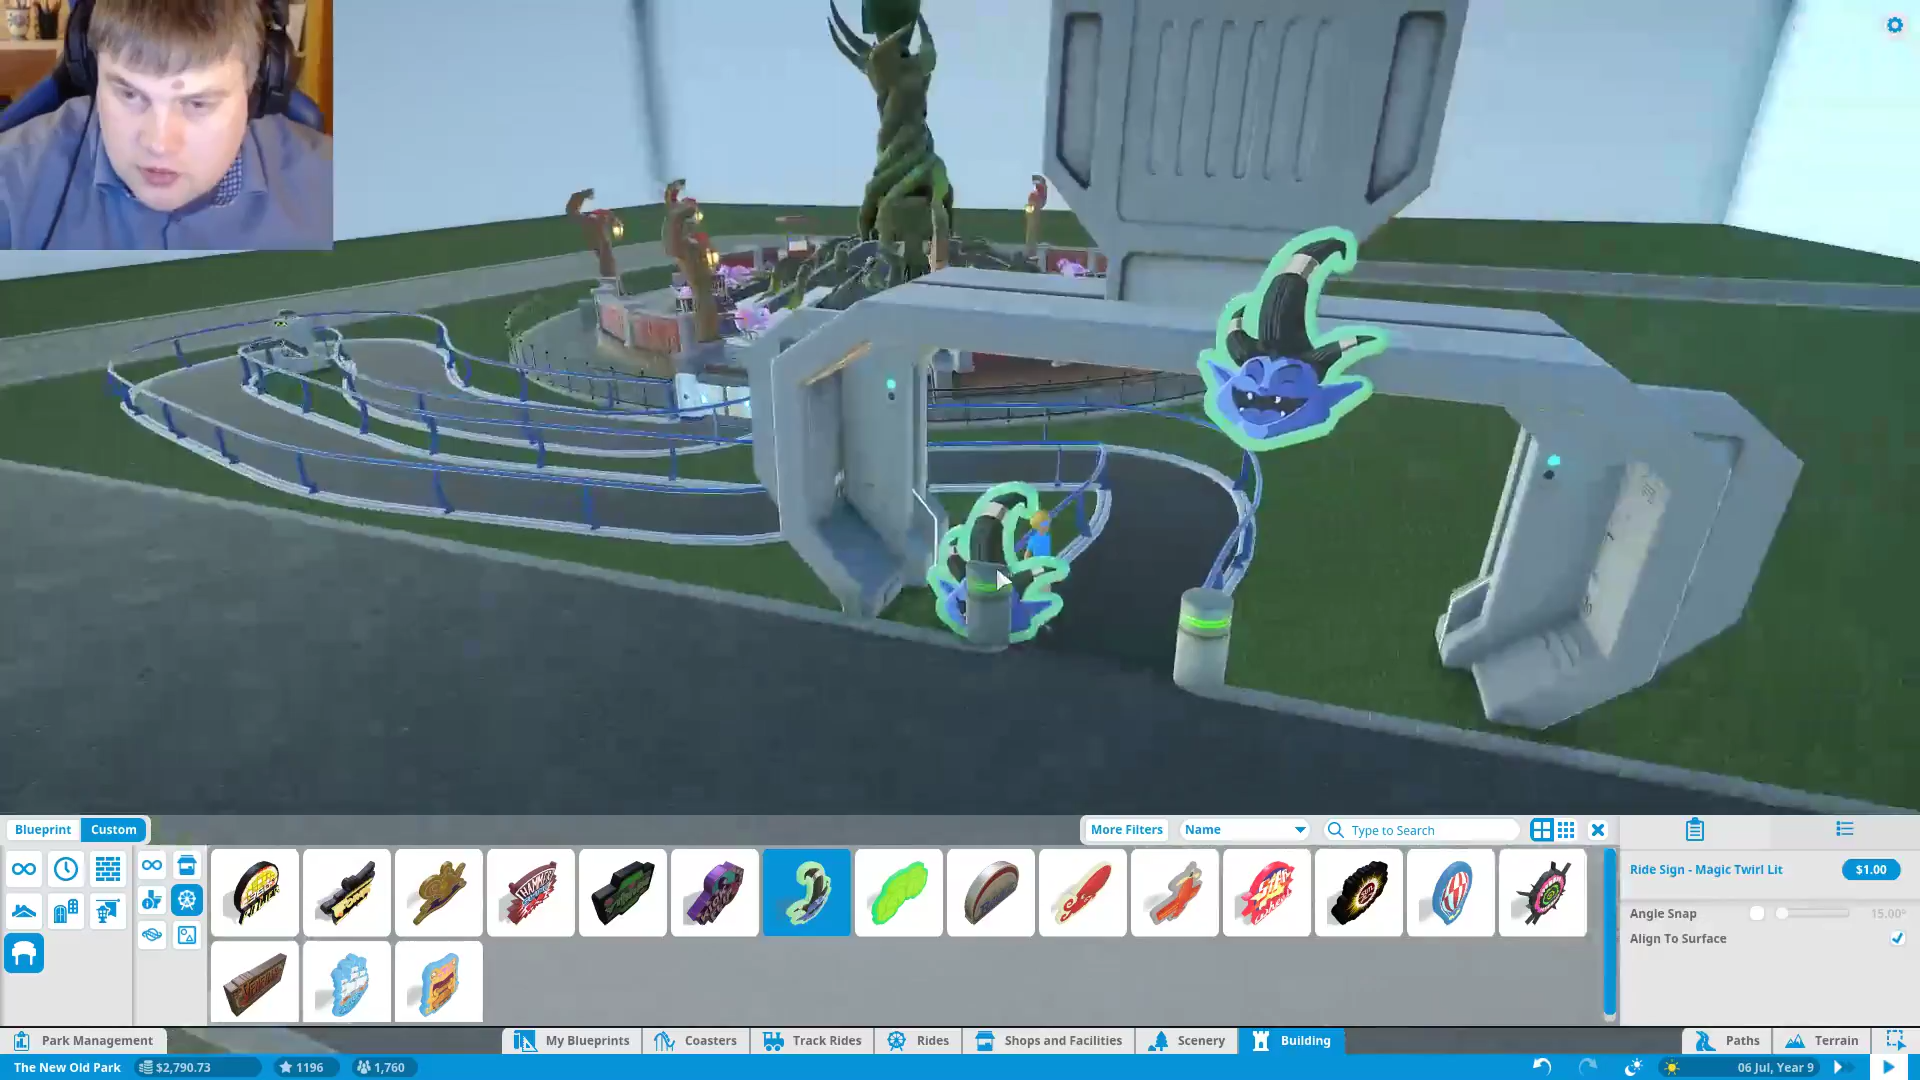 Blueprint
Custom
More Filters
Name
Type to Search
Ride Sign - Magic Twirl Lit
$1.00
Angle Snap
15.00°
Align To Surface
Park Management
My Blueprints
Coasters
Track Rides
Rides
Shops and Facilities
Scenery
Building
Paths
Terrain
The New Old Park
$2,790.73
1196
1,760
06 Jul, Year 9